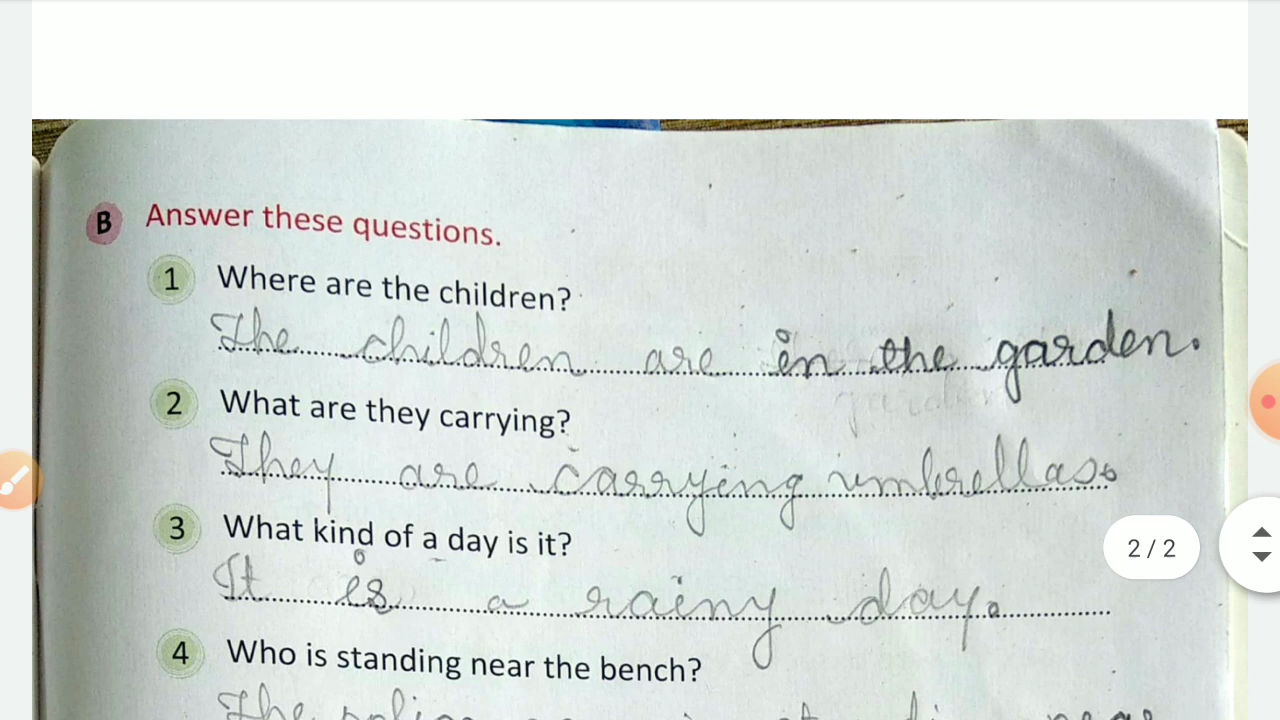 B Answer these questions.
1 Where are the children?
The children are in the garden.
2 What are they carrying?
They are carrying umbrellas.
3 What kind of a day is it?
It is a rainy day.
2 / 2
4 Who is standing near the bench?
The